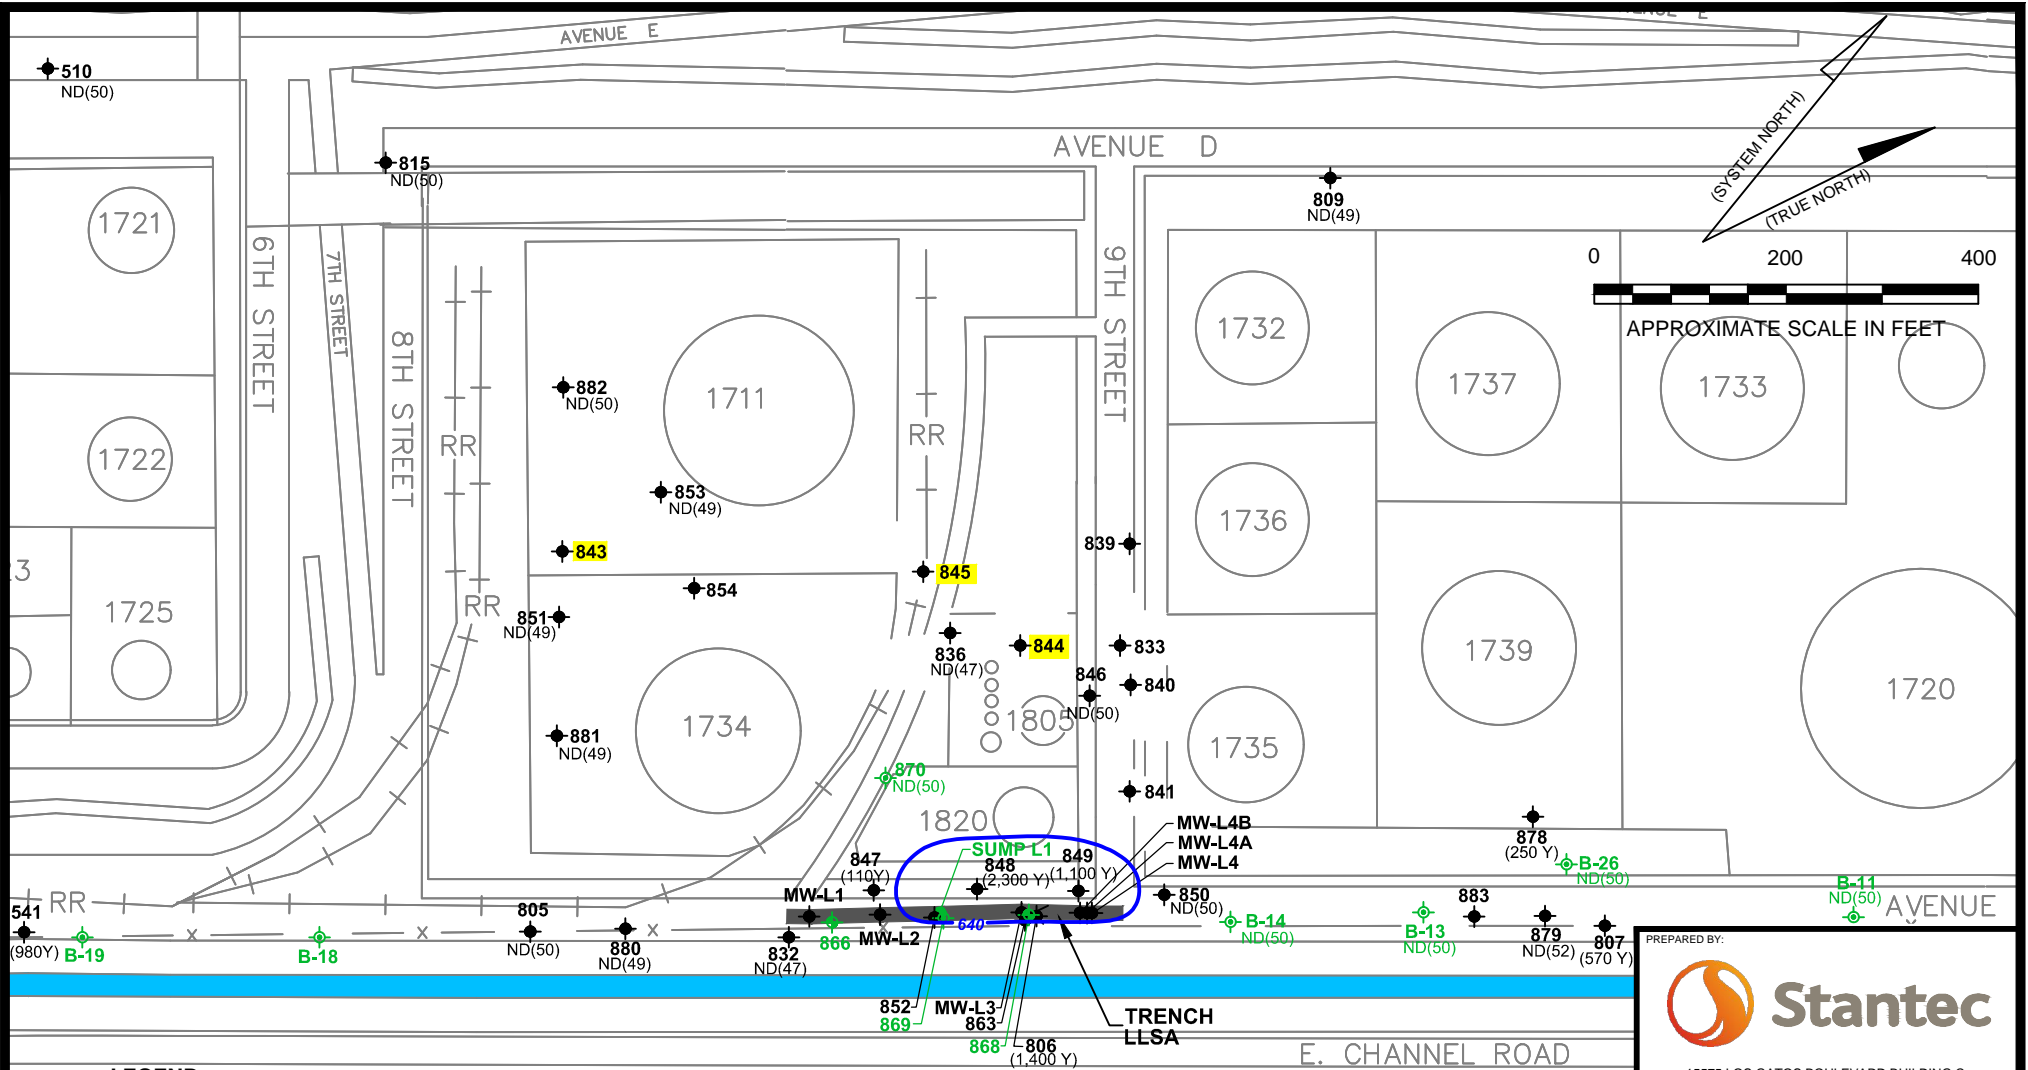 AVENUE E
510
ND(50)
815
ND(50)
AVENUE D
809
ND(49)
(SYSTEM NORTH)
(TRUE NORTH)
0 200 400
APPROXIMATE SCALE IN FEET
1721
6TH STREET
7TH STREET
8TH STREET
9TH STREET
1732
1737
1733
882
ND(50)
1711
RR
RR
1722
853
ND(49)
1736
839
843
845
854
RR
1725
851
ND(49)
836
ND(47)
844
833
846
ND(50)
840
1739
1720
1734
1805
1735
881
ND(49)
870
ND(50)
841
1820
MW-L4B
MW-L4A
MW-L4
SUMP L1
847
(110Y)
848
(2,300 Y)
849
(1,100 Y)
878
(250 Y)
B-26
ND(50)
B-11
ND(50)
RR
MW-L1
850
ND(50)
883
AVENUE
541
(980Y)
B-19
B-18
805
ND(50)
880
ND(49)
832
ND(47)
866
MW-L2
640
B-14
ND(50)
B-13
ND(50)
879
ND(52)
807
(570 Y)
852
869
MW-L3
863
868
806
(1,400 Y)
TRENCH
LLSA
E. CHANNEL ROAD
PREPARED BY:
Stantec